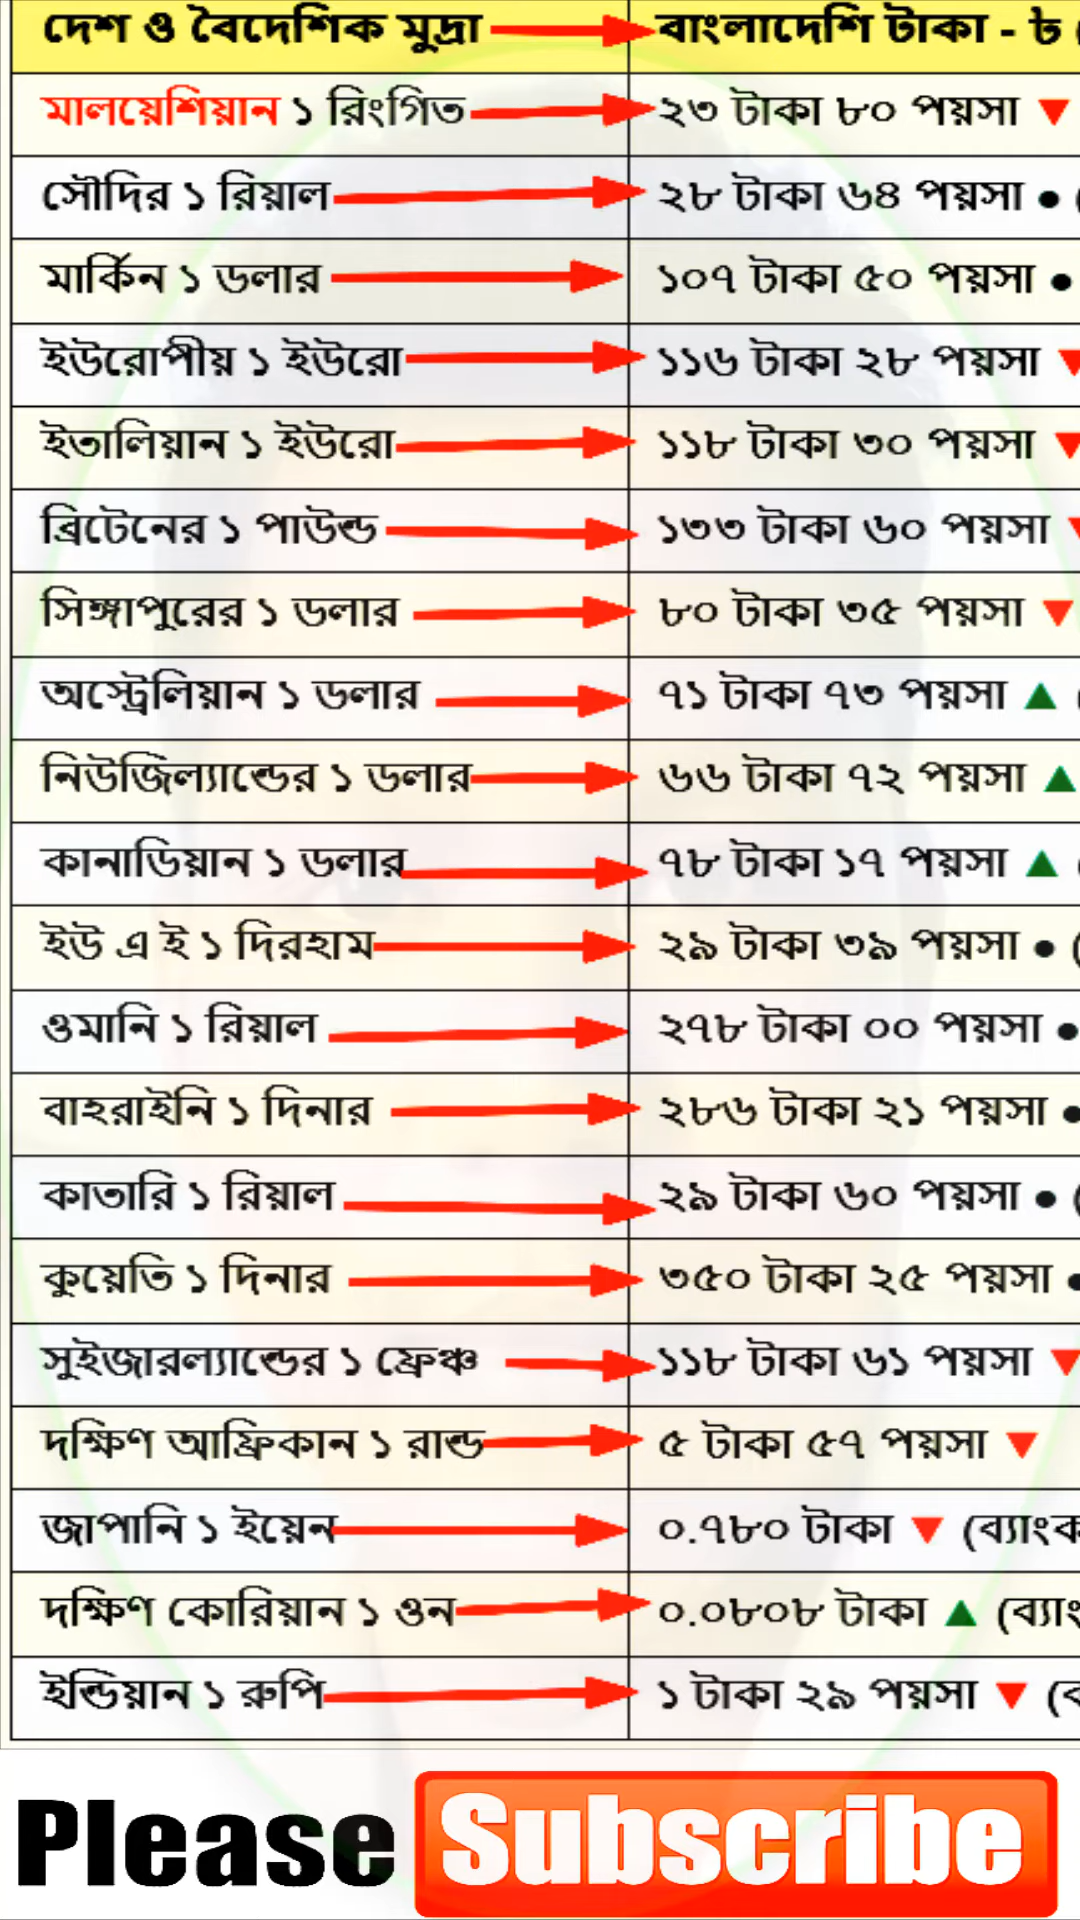 দেশ ও বৈদেশিক মুদ্রা বাংলাদেশি টাকা - ৳ (
মালয়েশিয়ান ১ রিংগিত ২৩ টাকা ৮০ পয়সা ▼
সৌদির ১ রিয়াল ২৮ টাকা ৬৪ পয়সা ● (
মার্কিন ১ ডলার ১০৭ টাকা ৫০ পয়সা ●
ইউরোপীয় ১ ইউরো ১১৬ টাকা ২৮ পয়সা ▼
ইতালিয়ান ১ ইউরো ১১৮ টাকা ৩০ পয়সা ▼
ব্রিটেনের ১ পাউন্ড ১৩৩ টাকা ৬০ পয়সা ▼
সিঙ্গাপুরের ১ ডলার ৮০ টাকা ৩৫ পয়সা ▼
অস্ট্রেলিয়ান ১ ডলার ৭১ টাকা ৭৩ পয়সা ▲ (
নিউজিল্যান্ডের ১ ডলার ৬৬ টাকা ৭২ পয়সা ▲
কানাডিয়ান ১ ডলার ৭৮ টাকা ১৭ পয়সা ▲ (
ইউ এ ই ১ দিরহাম ২৯ টাকা ৩৯ পয়সা ● (
ওমানি ১ রিয়াল ২৭৮ টাকা ০০ পয়সা ●
বাহরাইনি ১ দিনার ২৮৬ টাকা ২১ পয়সা ●
কাতারি ১ রিয়াল ২৯ টাকা ৬০ পয়সা ● (
কুয়েতি ১ দিনার ৩৫০ টাকা ২৫ পয়সা ●
সুইজারল্যান্ডের ১ ফ্রেঞ্চ ১১৮ টাকা ৬১ পয়সা ▼
দক্ষিণ আফ্রিকান ১ রান্ড ৫ টাকা ৫৭ পয়সা ▼
জাপানি ১ ইয়েন ০.৭৮০ টাকা ▼ (ব্যাংক
দক্ষিণ কোরিয়ান ১ ওন ০.০৮০৮ টাকা ▲ (ব্যাং
ইন্ডিয়ান ১ রুপি ১ টাকা ২৯ পয়সা ▼ (ব
Please Subscribe